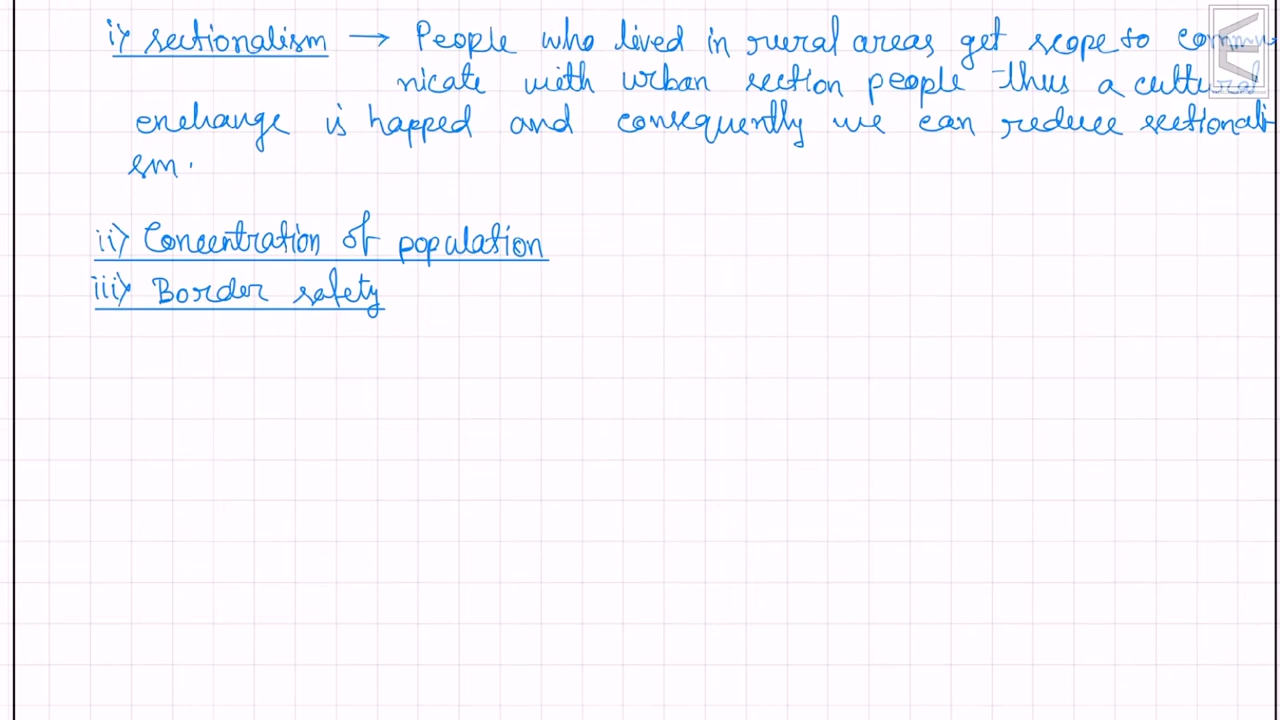 i) sectionalism → People who lived in rural areas get scope to commu-
nicate with urban section people thus a cultural
enchange is happed and consequently we can reduce sectionali-
sm.
ii) Concentration of population
iii) Border safety